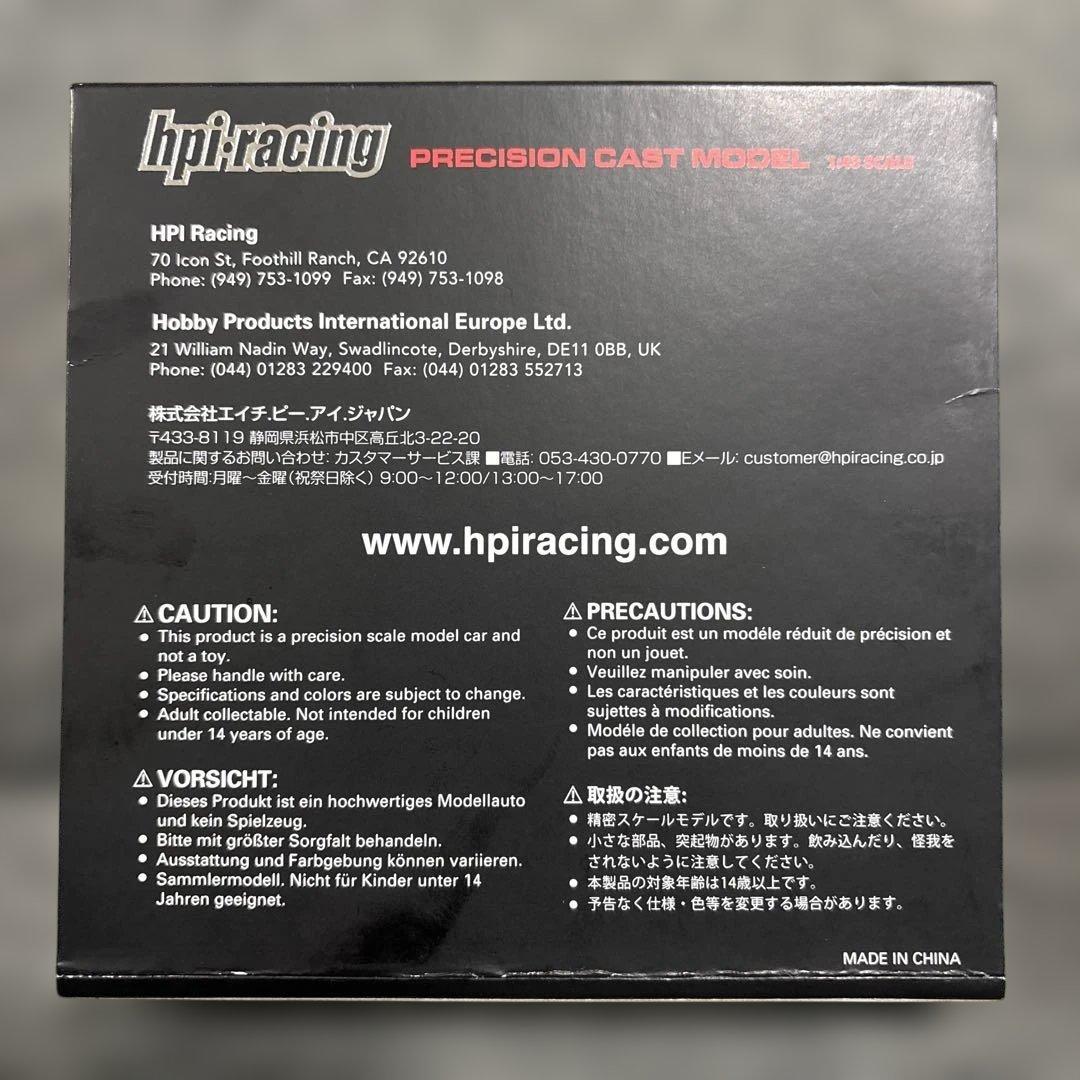 hpi·racing PRECISION CAST MODEL 1:43 SCALE
HPI Racing
70 Icon St, Foothill Ranch, CA 92610
Phone: (949) 753-1099 Fax: (949) 753-1098
Hobby Products International Europe Ltd.
21 William Nadin Way, Swadlincote, Derbyshire, DE11 0BB, UK
Phone: (044) 01283 229400 Fax: (044) 01283 552713
株式会社エイチ.ピー.アイ.ジャパン
〒433-8119 静岡県浜松市中区高丘北3-22-20
製品に関するお問い合わせ: カスタマーサービス課 ■電話: 053-430-0770 ■Eメール: customer@hpiracing.co.jp
受付時間:月曜〜金曜(祝祭日除く) 9:00〜12:00/13:00〜17:00
www.hpiracing.com
⚠ CAUTION:
• This product is a precision scale model car and
not a toy.
• Please handle with care.
• Specifications and colors are subject to change.
• Adult collectable. Not intended for children
under 14 years of age.
⚠ PRECAUTIONS:
• Ce produit est un modéle réduit de précision et
non un jouet.
• Veuillez manipuler avec soin.
• Les caractéristiques et les couleurs sont
sujettes à modifications.
• Modéle de collection pour adultes. Ne convient
pas aux enfants de moins de 14 ans.
⚠ VORSICHT:
• Dieses Produkt ist ein hochwertiges Modellauto
und kein Spielzeug.
• Bitte mit größter Sorgfalt behandeln.
• Ausstattung und Farbgebung können variieren.
• Sammlermodell. Nicht für Kinder unter 14
Jahren geeignet.
⚠ 取扱の注意:
• 精密スケールモデルです。取り扱いにご注意ください。
• 小さな部品、突起物があります。飲み込んだり、怪我を
されないように注意してください。
• 本製品の対象年齢は14歳以上です。
• 予告なく仕様・色等を変更する場合があります。
MADE IN CHINA